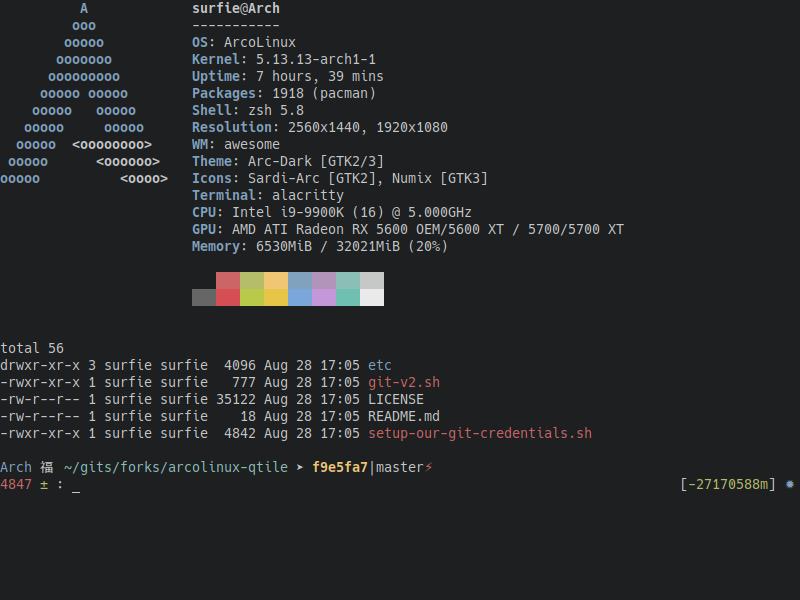 A surfie@Arch
ooo -----------
ooooo OS: ArcoLinux
ooooooo Kernel: 5.13.13-arch1-1
ooooooooo Uptime: 7 hours, 39 mins
ooooo ooooo Packages: 1918 (pacman)
ooooo ooooo Shell: zsh 5.8
ooooo ooooo Resolution: 2560x1440, 1920x1080
ooooo <oooooooo> WM: awesome
ooooo <oooooo> Theme: Arc-Dark [GTK2/3]
ooooo <oooo> Icons: Sardi-Arc [GTK2], Numix [GTK3]
Terminal: alacritty
CPU: Intel i9-9900K (16) @ 5.000GHz
GPU: AMD ATI Radeon RX 5600 OEM/5600 XT / 5700/5700 XT
Memory: 6530MiB / 32021MiB (20%)
total 56
drwxr-xr-x 3 surfie surfie 4096 Aug 28 17:05 etc
-rwxr-xr-x 1 surfie surfie 777 Aug 28 17:05 git-v2.sh
-rw-r--r-- 1 surfie surfie 35122 Aug 28 17:05 LICENSE
-rw-r--r-- 1 surfie surfie 18 Aug 28 17:05 README.md
-rwxr-xr-x 1 surfie surfie 4842 Aug 28 17:05 setup-our-git-credentials.sh
Arch 福 ~/gits/forks/arcolinux-qtile ➤ f9e5fa7|master⚡
4847 ± : _ [-27170588m] ✹